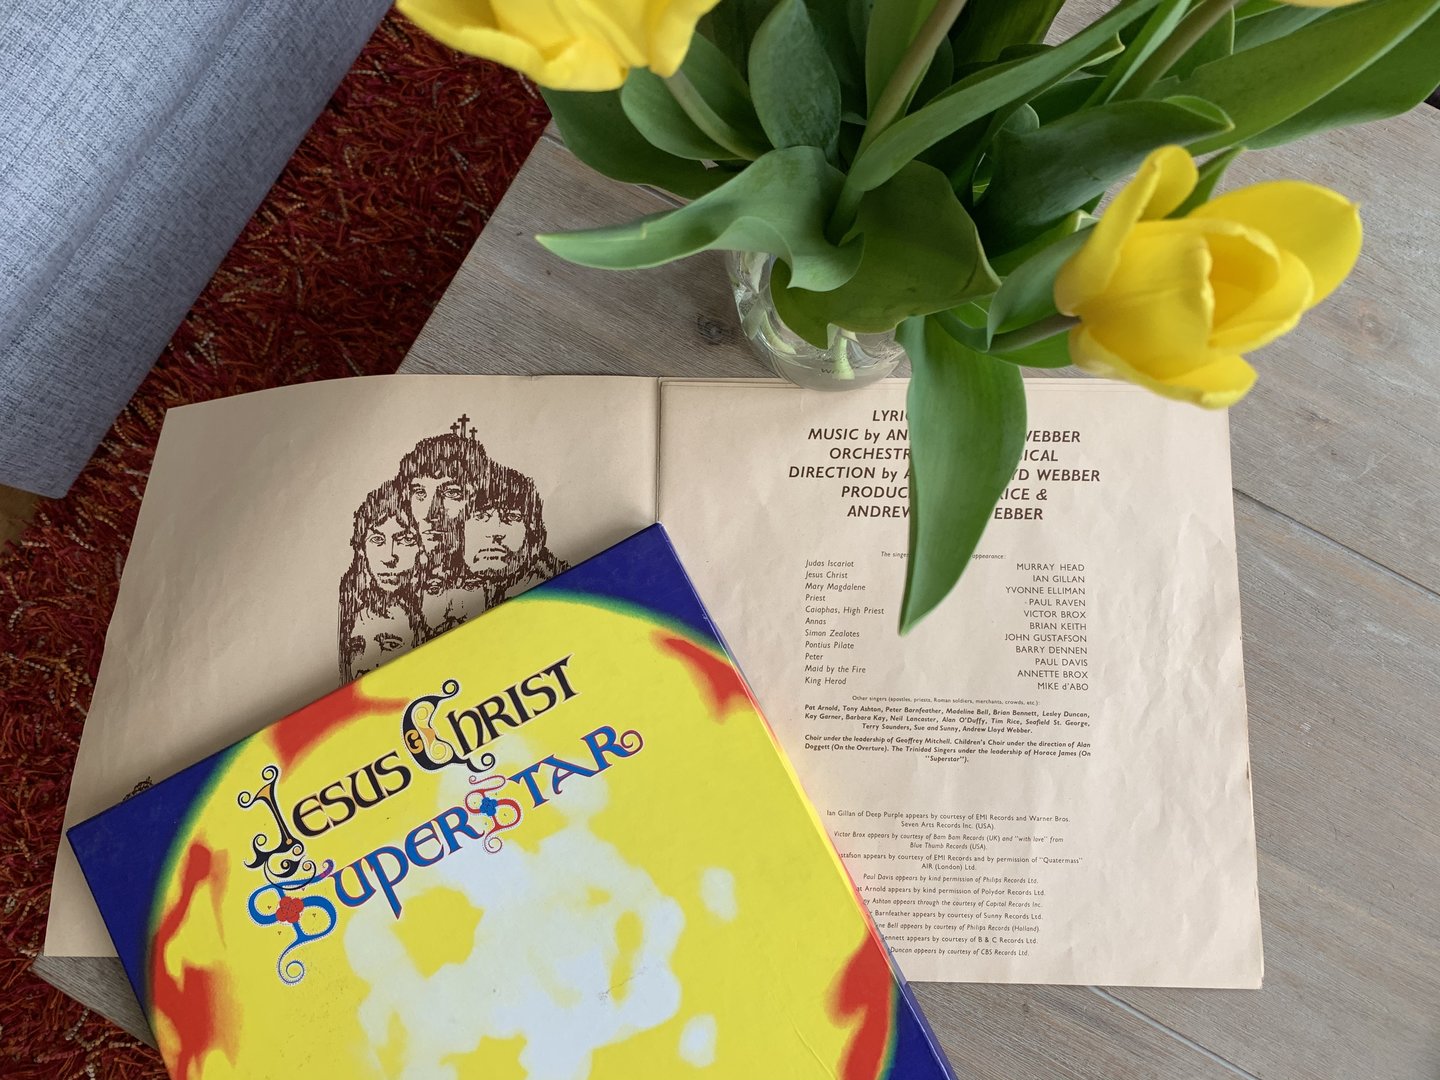 JESUS CHRIST
SUPERSTAR
MUSIC by WEBBER
DIRECTION by WEBBER
ANDREW
The singers appearance:
Judas Iscariot MURRAY HEAD
Jesus Christ IAN GILLAN
Mary Magdalene YVONNE ELLIMAN
Priest PAUL RAVEN
Caiaphas, High Priest VICTOR BROX
Annas BRIAN KEITH
Simon Zealotes JOHN GUSTAFSON
Pontius Pilate BARRY DENNEN
Peter PAUL DAVIS
Maid by the Fire ANNETTE BROX
King Herod MIKE d'ABO
Other singers (apostles, priests, Roman soldiers, merchants, crowds, etc.):
Pat Arnold, Tony Ashton, Peter Barnfeather, Madeline Bell, Brian Bennett, Lesley Duncan,
Kay Garner, Barbara Kay, Neil Lancaster, Alan O'Duffy, Tim Rice, Seafield St. George,
Terry Saunders, Sue and Sunny, Andrew Lloyd Webber.
Choir under the leadership of Geoffrey Mitchell. Children's Choir under the direction of Alan
Doggett (On the Overture). The Trinidad Singers under the leadership of Horace James (On
"Superstar").
Ian Gillan of Deep Purple appears by courtesy of EMI Records and Warner Bros.
Seven Arts Records Inc. (USA).
Victor Brox appears by courtesy of Bam Bam Records (UK) and "with love" from
Blue Thumb Records (USA).
appears by courtesy of EMI Records and by permission of "Quatermass"
AIR (London) Ltd.
Paul Davis appears by kind permission of Philips Records Ltd.
Arnold appears by kind permission of Polydor Records Ltd.
Ashton appears through the courtesy of Capitol Records Inc.
Barnfeather appears by courtesy of Sunny Records Ltd.
Bell appears by courtesy of Philips Records (Holland).
appears by courtesy of B & C Records Ltd.
Duncan appears by courtesy of CBS Records Ltd.